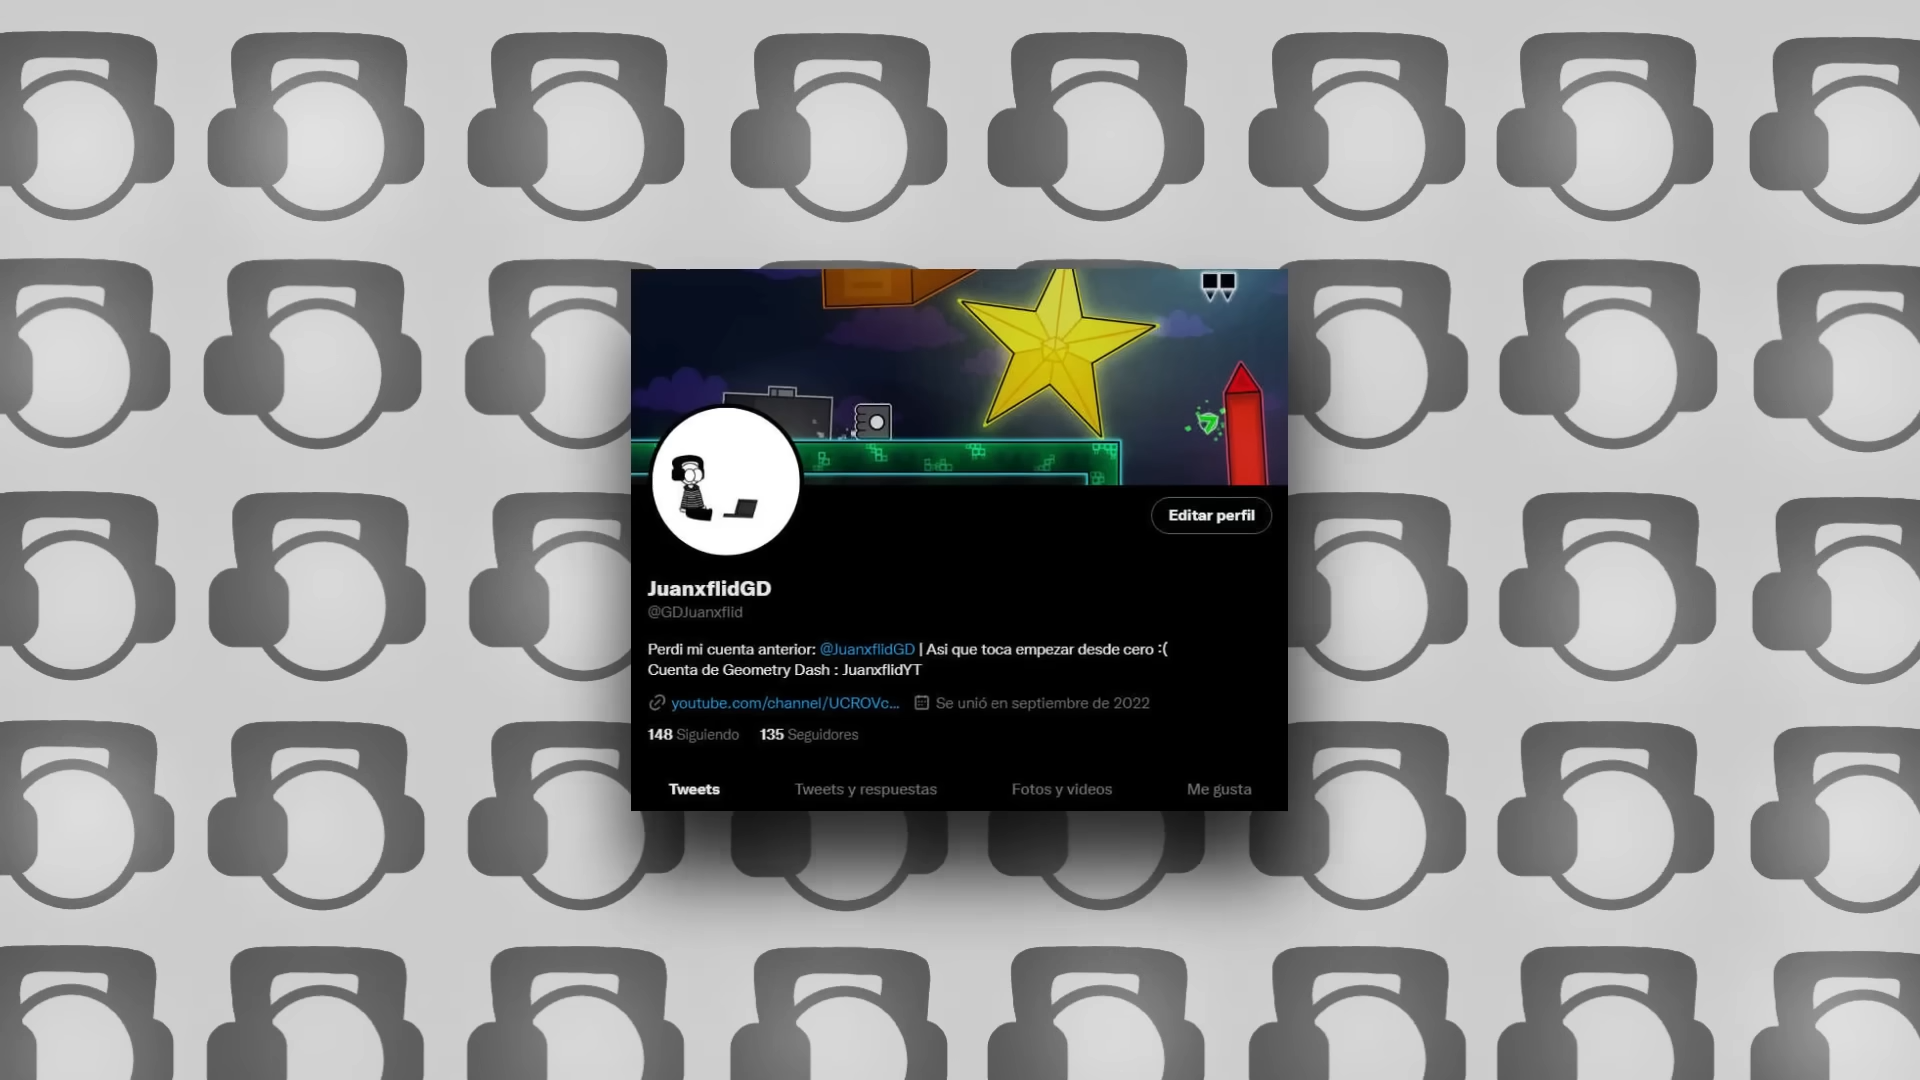 Editar perfil
JuanxflidGD
@GDJuanxflid
Perdi mi cuenta anterior: @JuanxflidGD | Asi que toca empezar desde cero :(
Cuenta de Geometry Dash : JuanxflidYT
youtube.com/channel/UCROVc... Se unió en septiembre de 2022
148 Siguiendo 135 Seguidores
Tweets Tweets y respuestas Fotos y videos Me gusta